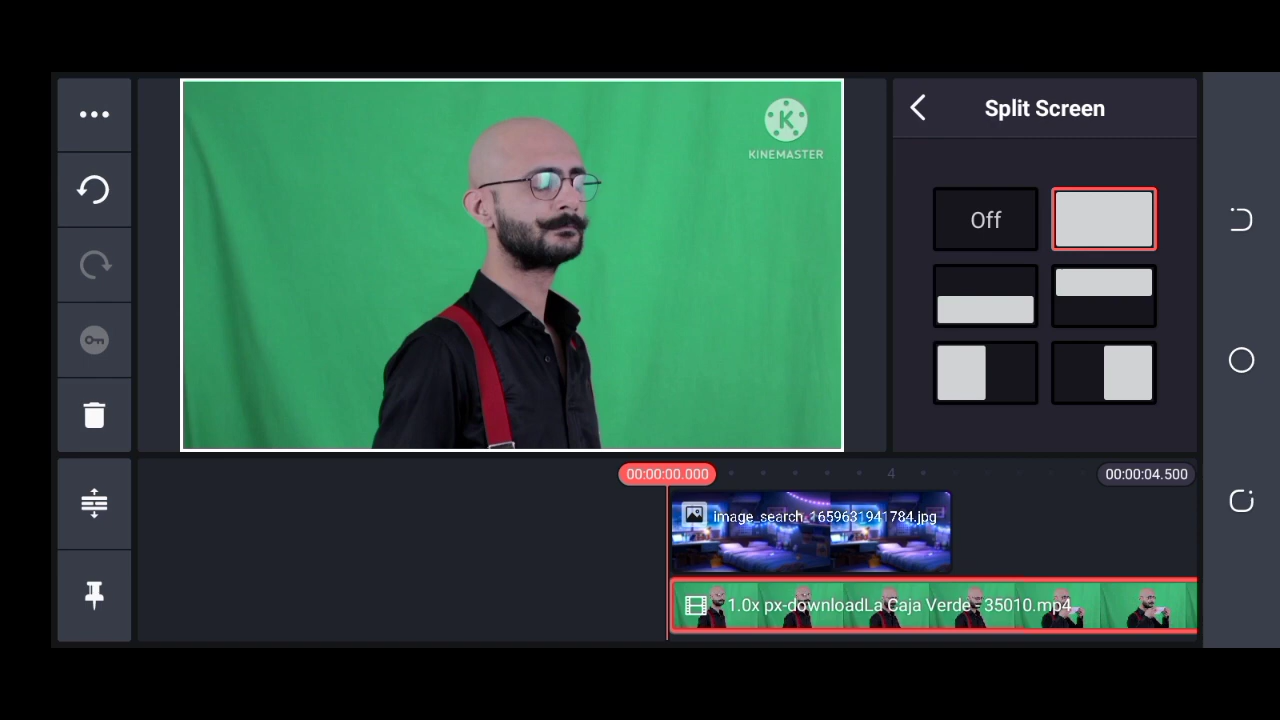 KINEMASTER
Split Screen
Off
00:00:00.000
4
00:00:04.500
image_search_1659631941784.jpg
1.0x px-downloadLa Caja Verde - 35010.mp4